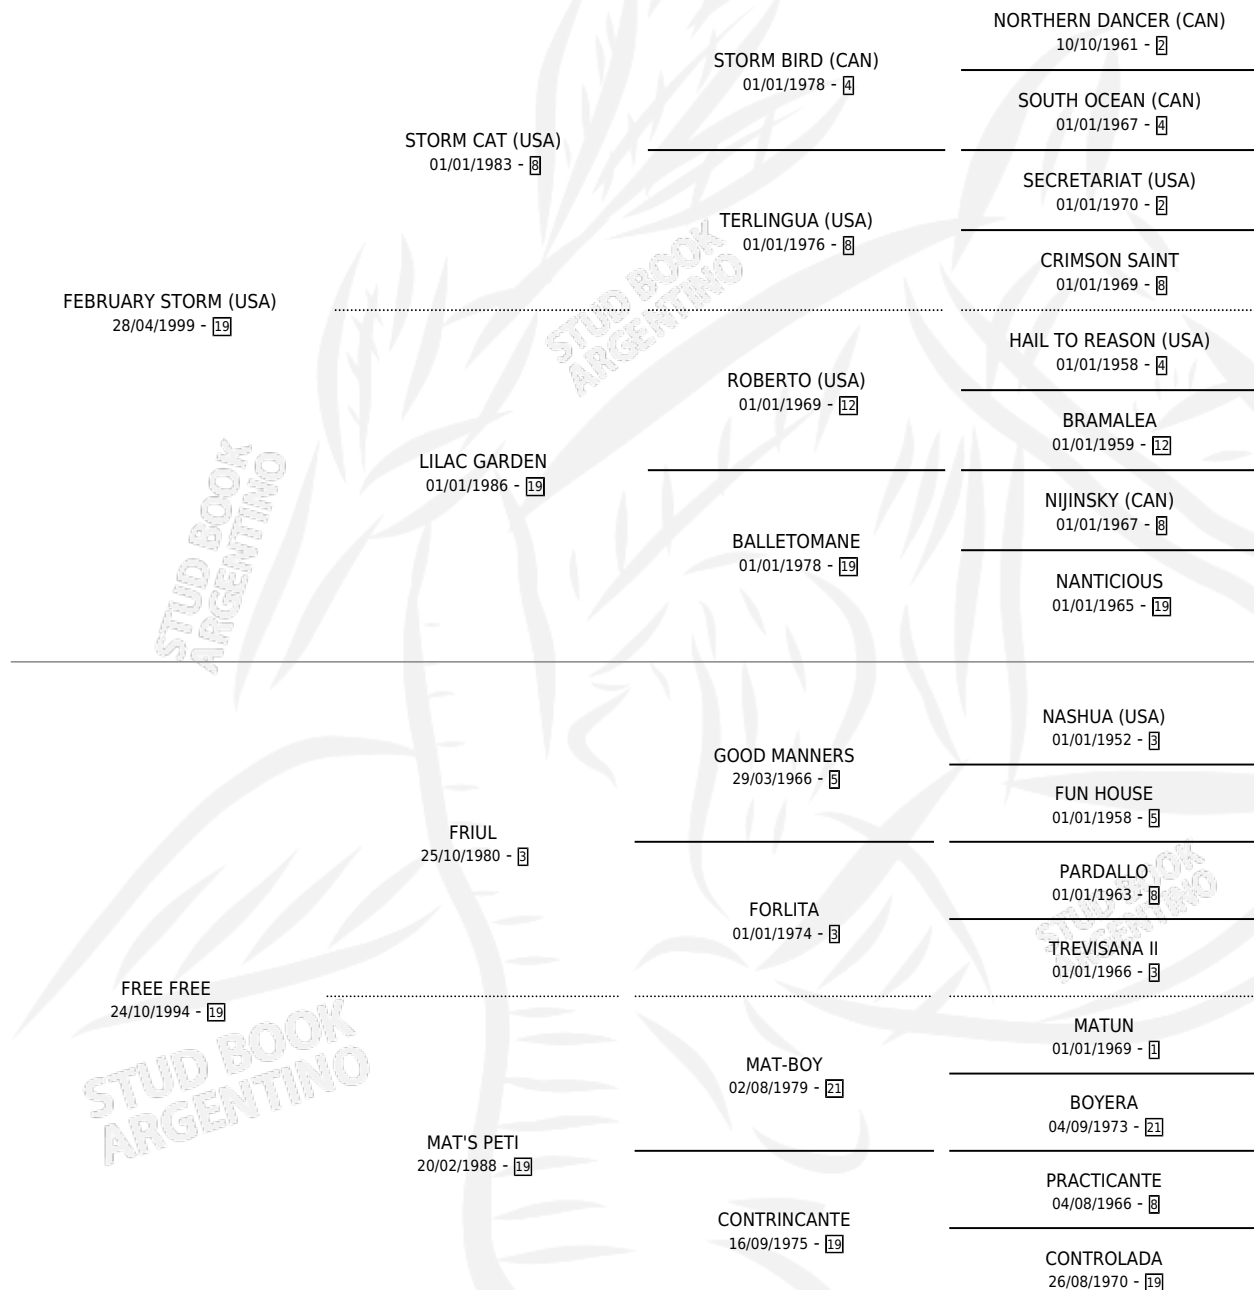 NORTHERN DANCER (CAN)
10/10/1961 - 2
STORM BIRD (CAN)
01/01/1978 - 4
SOUTH OCEAN (CAN)
01/01/1967 - 4
STORM CAT (USA)
01/01/1983 - 8
SECRETARIAT (USA)
01/01/1970 - 2
TERLINGUA (USA)
01/01/1976 - 8
CRIMSON SAINT
01/01/1969 - 8
FEBRUARY STORM (USA)
28/04/1999 - 19
HAIL TO REASON (USA)
01/01/1958 - 4
ROBERTO (USA)
01/01/1969 - 12
BRAMALEA
01/01/1959 - 12
LILAC GARDEN
01/01/1986 - 19
NIJINSKY (CAN)
01/01/1967 - 8
BALLETOMANE
01/01/1978 - 19
NANTICIOUS
01/01/1965 - 19
NASHUA (USA)
01/01/1952 - 3
GOOD MANNERS
29/03/1966 - 5
FUN HOUSE
01/01/1958 - 5
FRIUL
25/10/1980 - 3
PARDALLO
01/01/1963 - 8
FORLITA
01/01/1974 - 3
TREVISANA II
01/01/1966 - 3
FREE FREE
24/10/1994 - 19
MATUN
01/01/1969 - 1
MAT-BOY
02/08/1979 - 21
BOYERA
04/09/1973 - 21
MAT'S PETI
20/02/1988 - 19
PRACTICANTE
04/08/1966 - 8
CONTRINCANTE
16/09/1975 - 19
CONTROLADA
26/08/1970 - 19
STUD BOOK
ARGENTINO
STUD BOOK
ARGENTINO
STUD BOOK
ARGENTINO
STUD BOOK
ARGENTINO